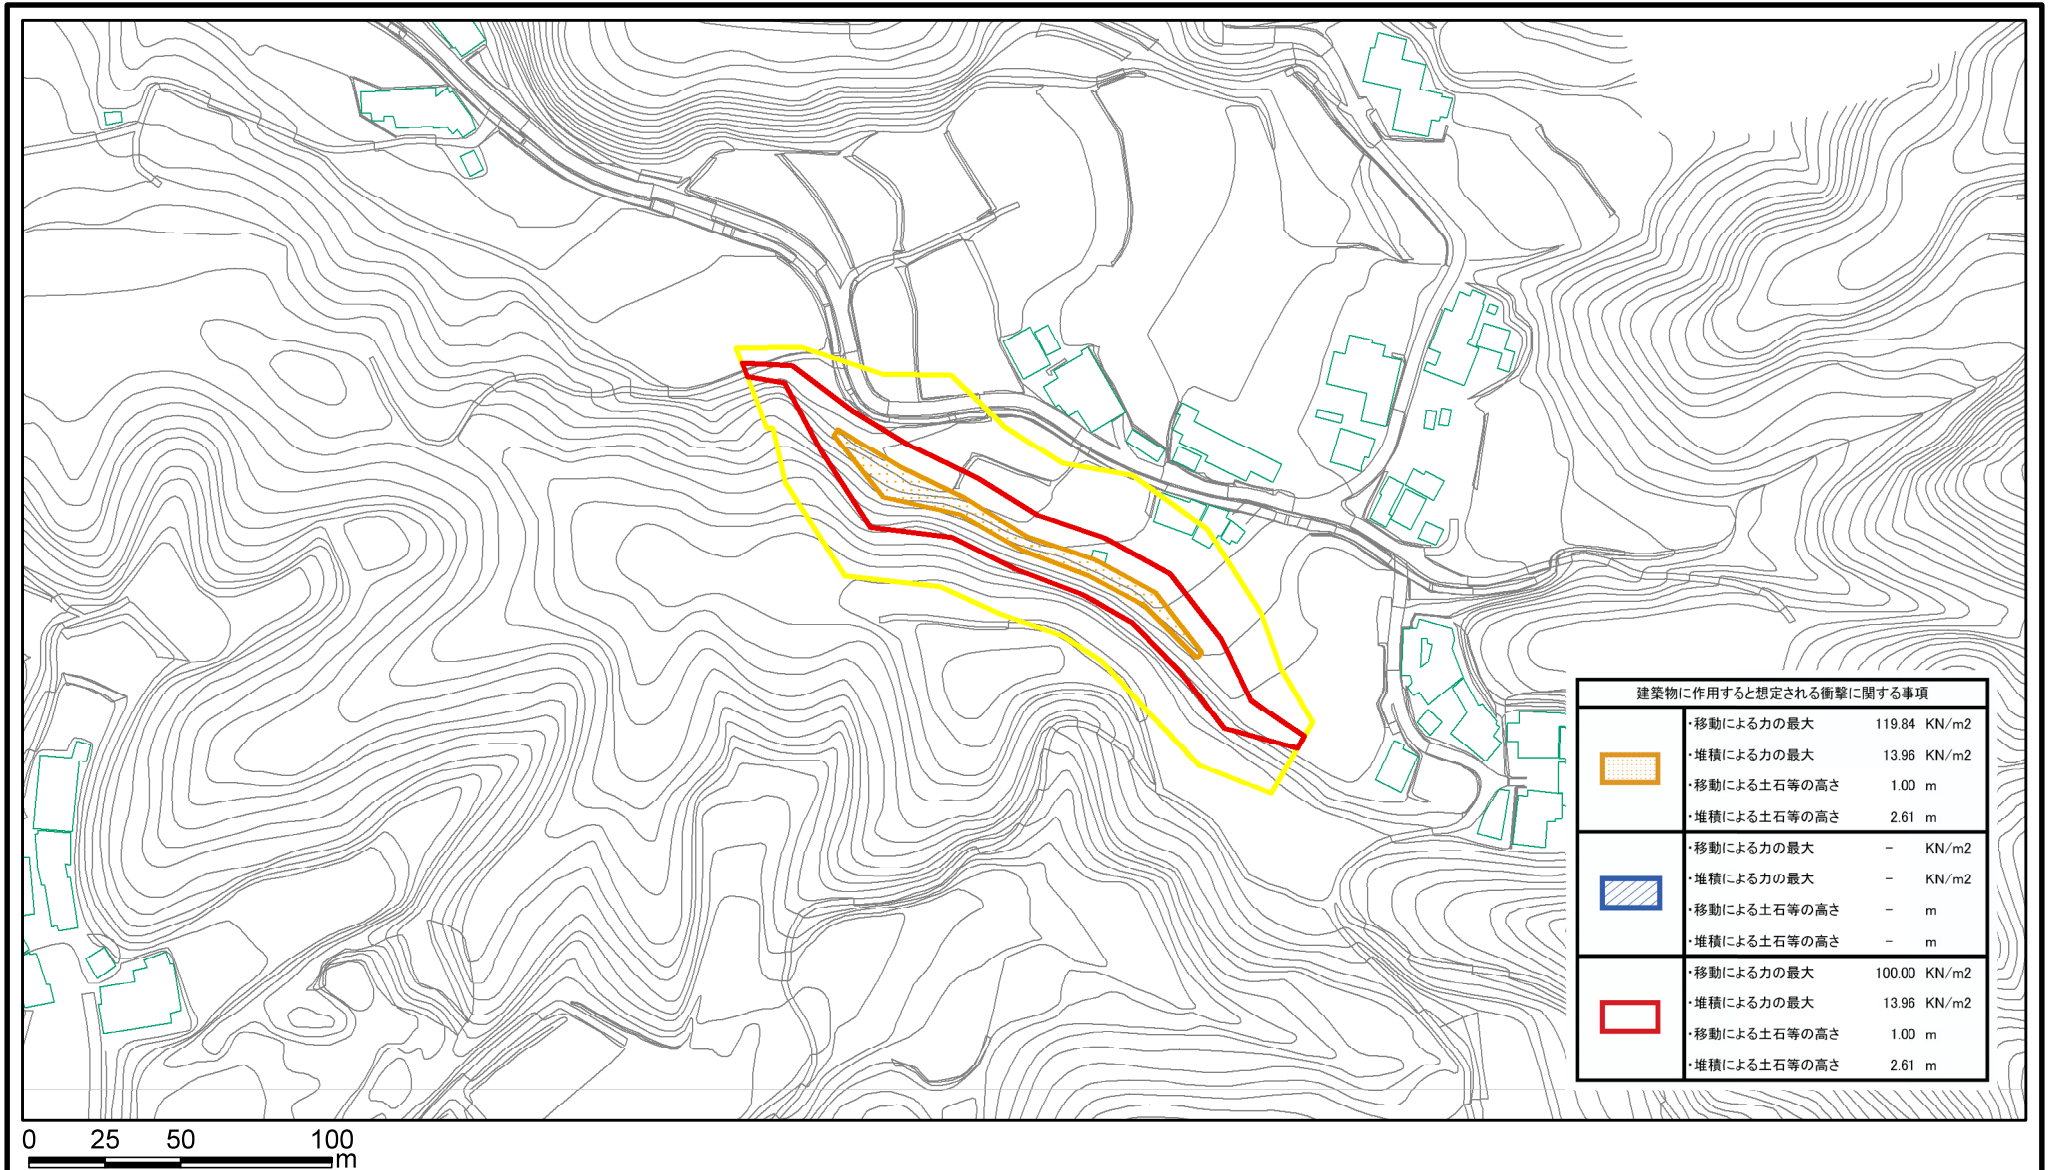 建築物に作用すると想定される衝撃に関する事項
・移動による力の最大 119.84 KN/m2
・堆積による力の最大 13.96 KN/m2
・移動による土石等の高さ 1.00 m
・堆積による土石等の高さ 2.61 m
・移動による力の最大 - KN/m2
・堆積による力の最大 - KN/m2
・移動による土石等の高さ - m
・堆積による土石等の高さ - m
・移動による力の最大 100.00 KN/m2
・堆積による力の最大 13.96 KN/m2
・移動による土石等の高さ 1.00 m
・堆積による土石等の高さ 2.61 m
0 25 50 100
m